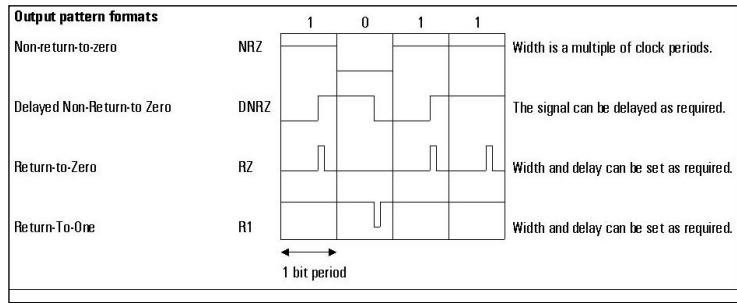 Output pattern formats
1 0 1 1
Non-return-to-zero NRZ Width is a multiple of clock periods.
Delayed Non-Return-to Zero DNRZ The signal can be delayed as required.
Return-to-Zero RZ Width and delay can be set as required.
Return-To-One R1 Width and delay can be set as required.
1 bit period